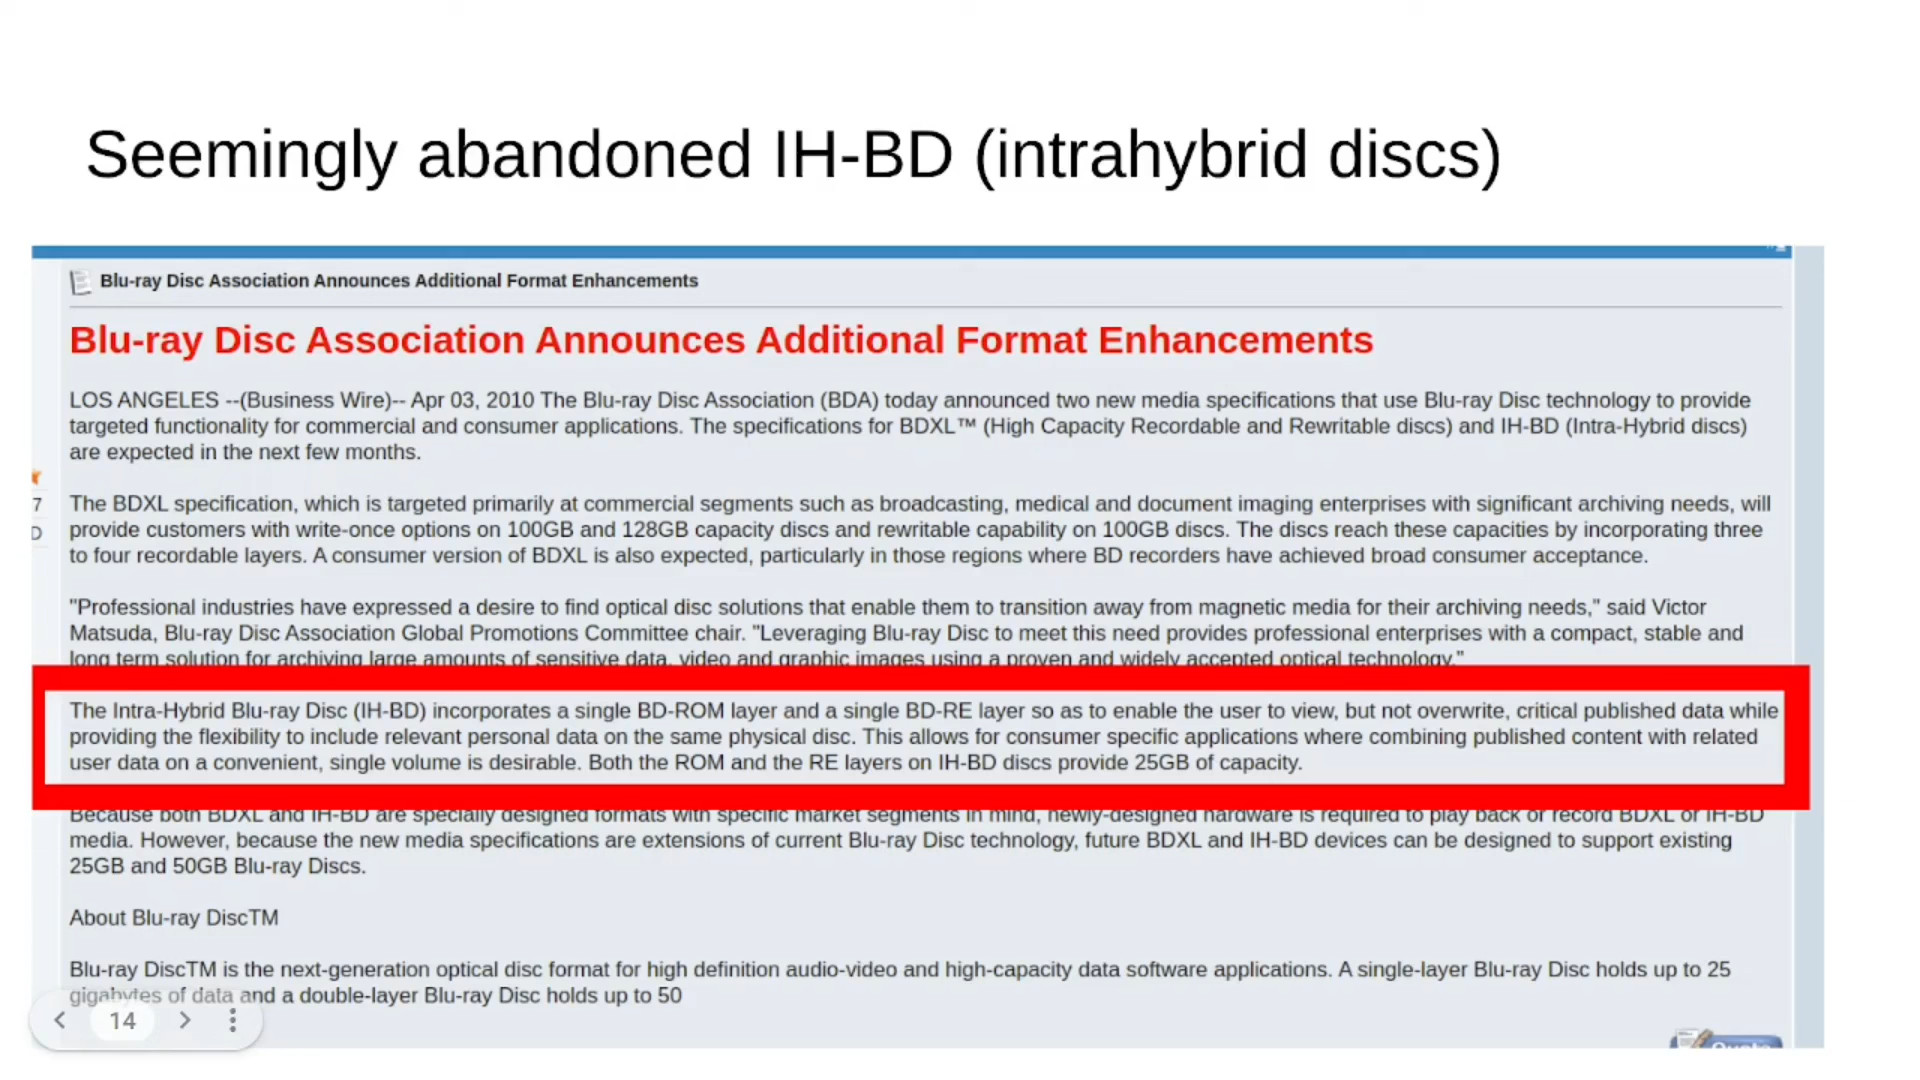 Seemingly abandoned IH-BD (intrahybrid discs)
Blu-ray Disc Association Announces Additional Format Enhancements
Blu-ray Disc Association Announces Additional Format Enhancements
LOS ANGELES --(Business Wire)-- Apr 03, 2010 The Blu-ray Disc Association (BDA) today announced two new media specifications that use Blu-ray Disc technology to provide
targeted functionality for commercial and consumer applications. The specifications for BDXL™ (High Capacity Recordable and Rewritable discs) and IH-BD (Intra-Hybrid discs)
are expected in the next few months.
7
The BDXL specification, which is targeted primarily at commercial segments such as broadcasting, medical and document imaging enterprises with significant archiving needs, will
provide customers with write-once options on 100GB and 128GB capacity discs and rewritable capability on 100GB discs. The discs reach these capacities by incorporating three
D
to four recordable layers. A consumer version of BDXL is also expected, particularly in those regions where BD recorders have achieved broad consumer acceptance.
"Professional industries have expressed a desire to find optical disc solutions that enable them to transition away from magnetic media for their archiving needs," said Victor
Matsuda, Blu-ray Disc Association Global Promotions Committee chair. "Leveraging Blu-ray Disc to meet this need provides professional enterprises with a compact, stable and
long term solution for archiving large amounts of sensitive data, video and graphic images using a proven and widely accepted optical technology."
The Intra-Hybrid Blu-ray Disc (IH-BD) incorporates a single BD-ROM layer and a single BD-RE layer so as to enable the user to view, but not overwrite, critical published data while
providing the flexibility to include relevant personal data on the same physical disc. This allows for consumer specific applications where combining published content with related
user data on a convenient, single volume is desirable. Both the ROM and the RE layers on IH-BD discs provide 25GB of capacity.
Because both BDXL and IH-BD are specially designed formats with specific market segments in mind, newly-designed hardware is required to play back or record BDXL or IH-BD
media. However, because the new media specifications are extensions of current Blu-ray Disc technology, future BDXL and IH-BD devices can be designed to support existing
25GB and 50GB Blu-ray Discs.
About Blu-ray DiscTM
Blu-ray DiscTM is the next-generation optical disc format for high definition audio-video and high-capacity data software applications. A single-layer Blu-ray Disc holds up to 25
gigabytes of data and a double-layer Blu-ray Disc holds up to 50
14
Quote